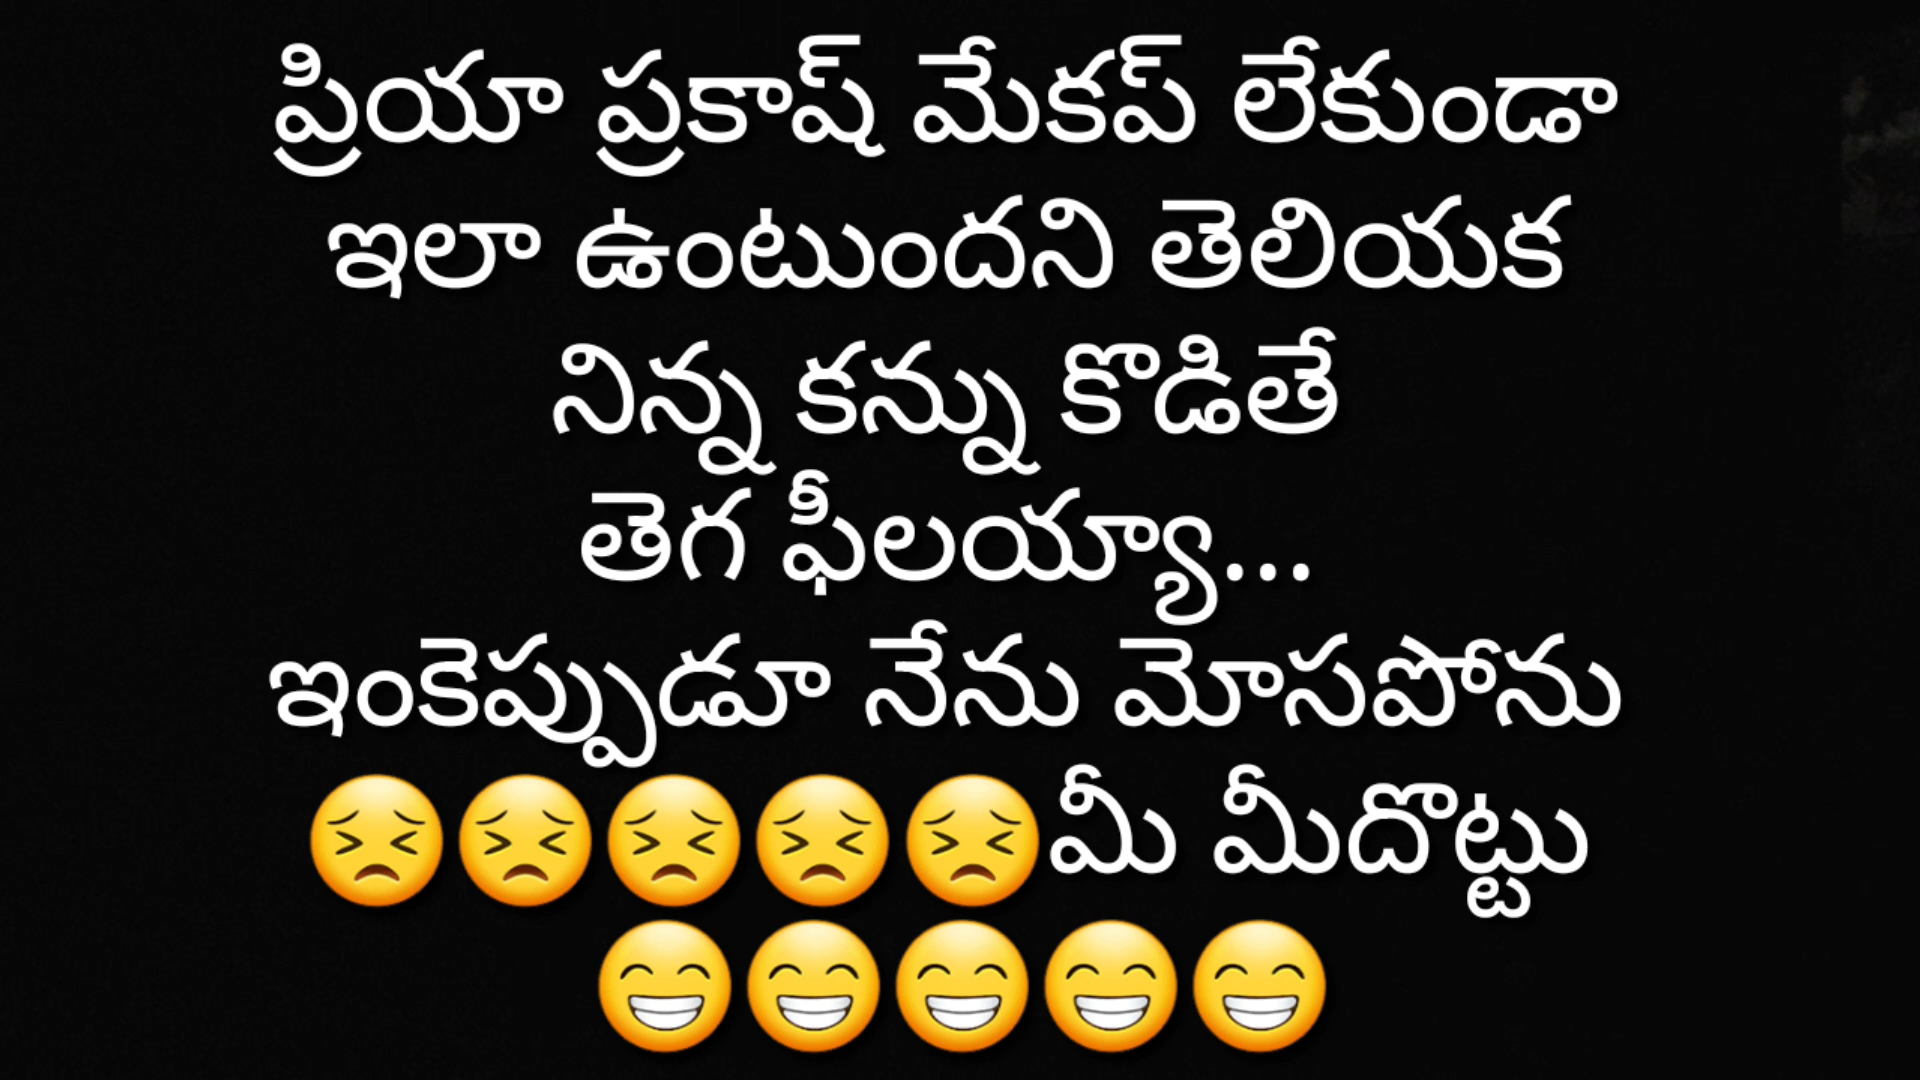 ప్రియా ప్రకాష్ మేకప్ లేకుండా
ఇలా ఉంటుందని తెలియక
నిన్న కన్ను కొడితే
తెగ ఫీలయ్యా...
ఇంకెప్పుడూ నేను మోసపోను
😣😣😣😣😣మీ మీదొట్టు
😁😁😁😁😁